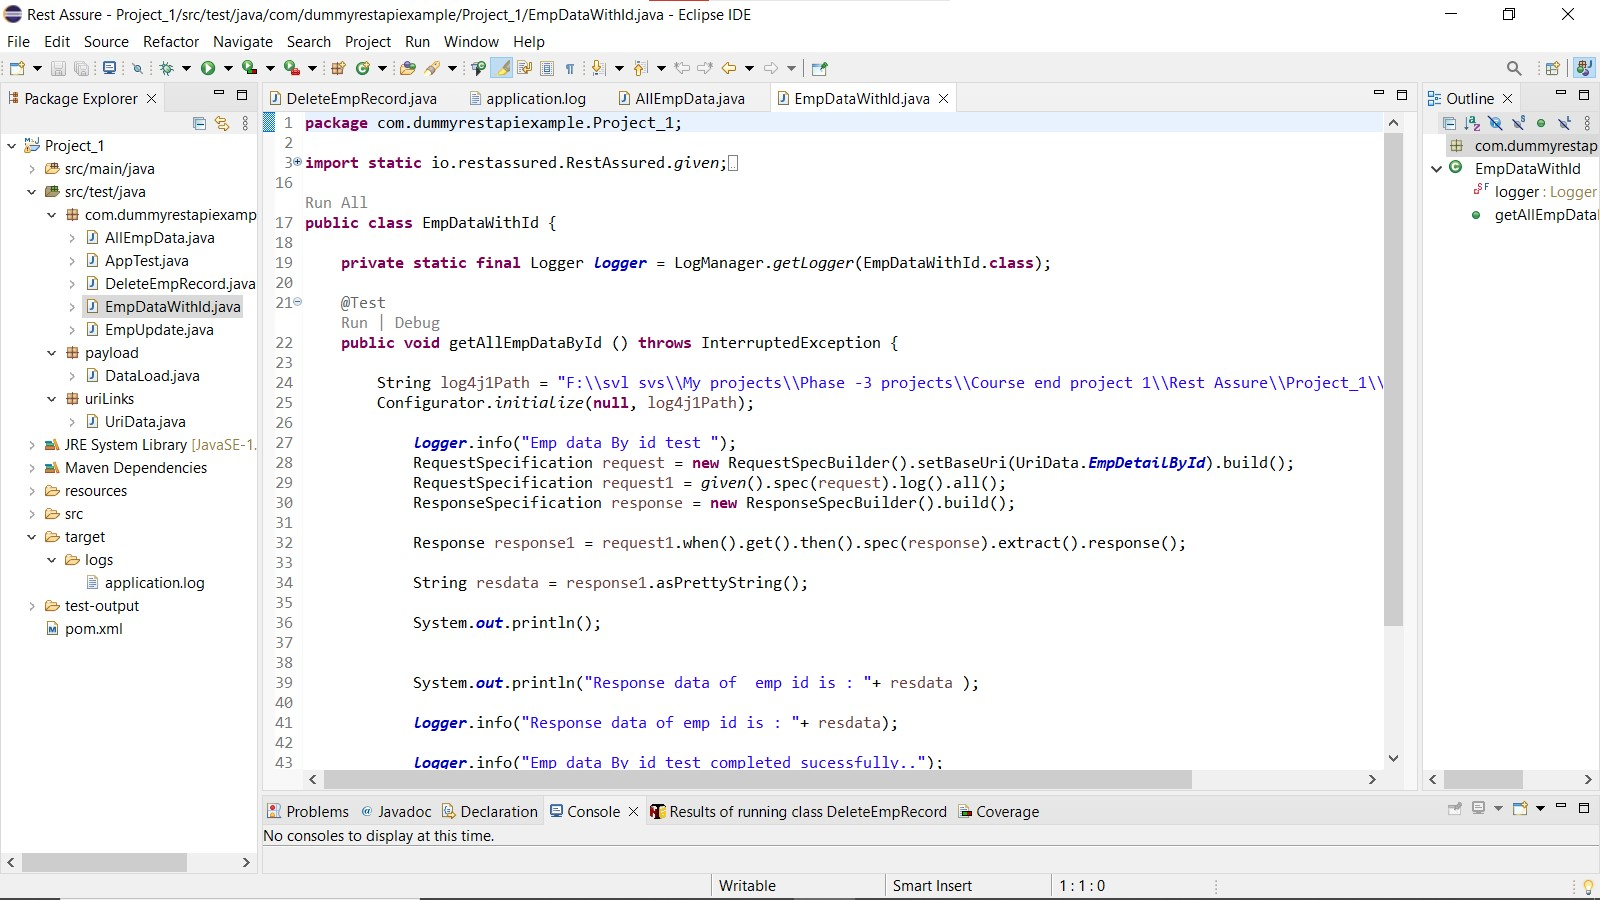 Rest Assure - Project_1/src/test/java/com/dummyrestapiexample/Project_1/EmpDataWithId.java - Eclipse IDE
File Edit Source Refactor Navigate Search Project Run Window Help
Package Explorer
Project_1
src/main/java
src/test/java
com.dummyrestapiexamp
AllEmpData.java
AppTest.java
DeleteEmpRecord.java
EmpDataWithId.java
EmpUpdate.java
payload
DataLoad.java
uriLinks
UriData.java
JRE System Library [JavaSE-1.
Maven Dependencies
resources
src
target
logs
application.log
test-output
pom.xml
DeleteEmpRecord.java application.log AllEmpData.java EmpDataWithId.java
1 package com.dummyrestapiexample.Project_1;
2
3 import static io.restassured.RestAssured.given;
16
Run All
17 public class EmpDataWithId {
18
19 private static final Logger logger = LogManager.getLogger(EmpDataWithId.class);
20
21 @Test
Run | Debug
22 public void getAllEmpDataById () throws InterruptedException {
23
24 String log4j1Path = "F:\\svl svs\\My projects\\Phase -3 projects\\Course end project 1\\Rest Assure\\Project_1\\
25 Configurator.initialize(null, log4j1Path);
26
27 logger.info("Emp data By id test ");
28 RequestSpecification request = new RequestSpecBuilder().setBaseUri(UriData.EmpDetailById).build();
29 RequestSpecification request1 = given().spec(request).log().all();
30 ResponseSpecification response = new ResponseSpecBuilder().build();
31
32 Response response1 = request1.when().get().then().spec(response).extract().response();
33
34 String resdata = response1.asPrettyString();
35
36 System.out.println();
37
38
39 System.out.println("Response data of  emp id is : "+ resdata );
40
41 logger.info("Response data of emp id is : "+ resdata);
42
43 logger.info("Emp data By id test completed sucessfully..");
Outline
com.dummyrestap
EmpDataWithId
logger : Logger
getAllEmpData
Problems Javadoc Declaration Console Results of running class DeleteEmpRecord Coverage
No consoles to display at this time.
Writable Smart Insert 1 : 1 : 0